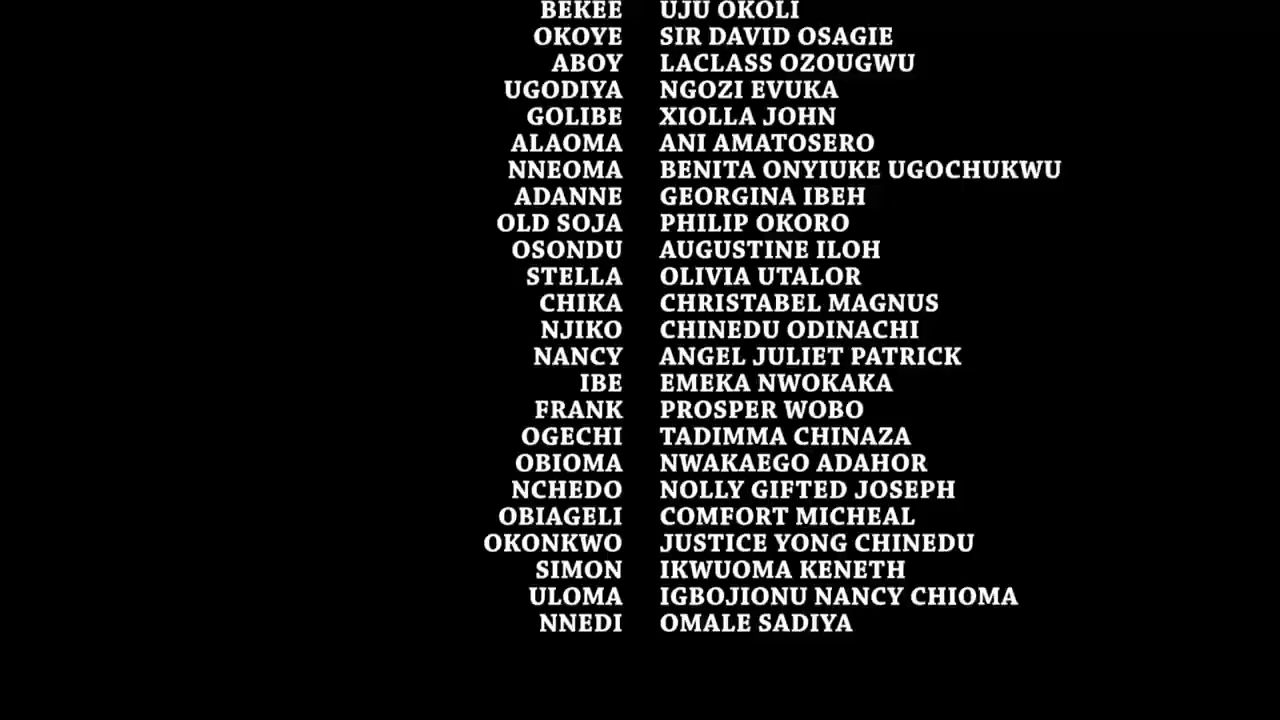 BEKEE UJU OKOLI
OKOYE SIR DAVID OSAGIE
ABOY LACLASS OZOUGWU
UGODIYA NGOZI EVUKA
GOLIBE XIOLLA JOHN
ALAOMA ANI AMATOSERO
NNEOMA BENITA ONYIUKE UGOCHUKWU
ADANNE GEORGINA IBEH
OLD SOJA PHILIP OKORO
OSONDU AUGUSTINE ILOH
STELLA OLIVIA UTALOR
CHIKA CHRISTABEL MAGNUS
NJIKO CHINEDU ODINACHI
NANCY ANGEL JULIET PATRICK
IBE EMEKA NWOKAKA
FRANK PROSPER WOBO
OGECHI TADIMMA CHINAZA
OBIOMA NWAKAEGO ADAHOR
NCHEDO NOLLY GIFTED JOSEPH
OBIAGELI COMFORT MICHEAL
OKONKWO JUSTICE YONG CHINEDU
SIMON IKWUOMA KENETH
ULOMA IGBOJIONU NANCY CHIOMA
NNEDI OMALE SADIYA